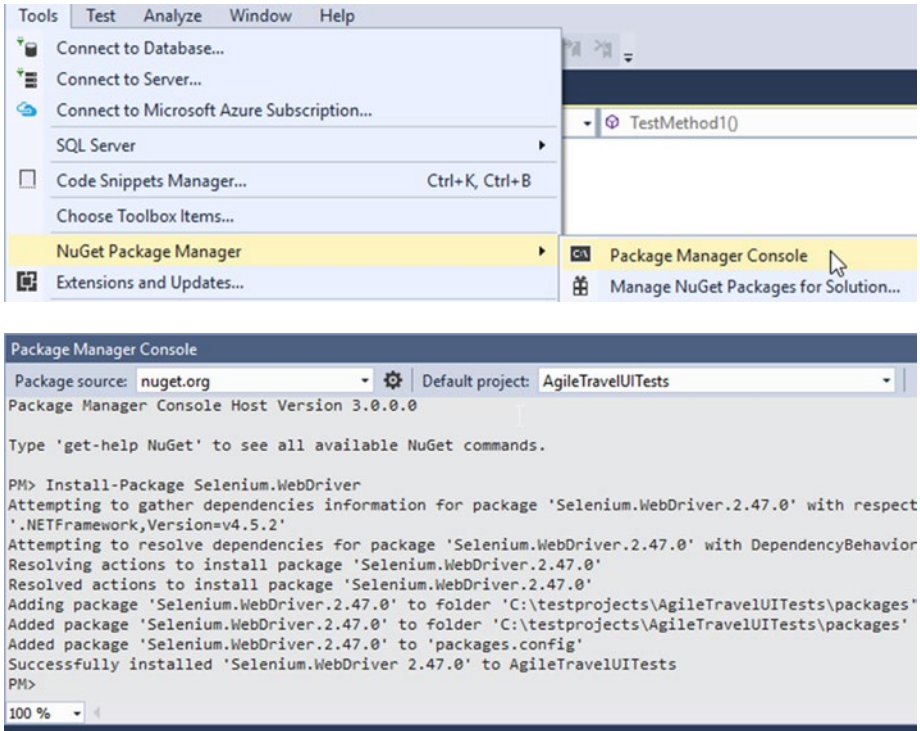 Tools Test Analyze Window Help
Connect to Database...
Connect to Server...
Connect to Microsoft Azure Subscription...
TestMethod1()
SQL Server
Code Snippets Manager... Ctrl+K, Ctrl+B
Choose Toolbox Items...
NuGet Package Manager
Package Manager Console
Extensions and Updates...
Manage NuGet Packages for Solution...
Package Manager Console
Package source: nuget.org Default project: AgileTravelUITests
Package Manager Console Host Version 3.0.0.0
Type 'get-help NuGet' to see all available NuGet commands.
PM> Install-Package Selenium.WebDriver
Attempting to gather dependencies information for package 'Selenium.WebDriver.2.47.0' with respect
'.NETFramework,Version=v4.5.2'
Attempting to resolve dependencies for package 'Selenium.WebDriver.2.47.0' with DependencyBehavior
Resolving actions to install package 'Selenium.WebDriver.2.47.0'
Resolved actions to install package 'Selenium.WebDriver.2.47.0'
Adding package 'Selenium.WebDriver.2.47.0' to folder 'C:\testprojects\AgileTravelUITests\packages'
Added package 'Selenium.WebDriver.2.47.0' to folder 'C:\testprojects\AgileTravelUITests\packages'
Added package 'Selenium.WebDriver.2.47.0' to 'packages.config'
Successfully installed 'Selenium.WebDriver 2.47.0' to AgileTravelUITests
PM>
100 %